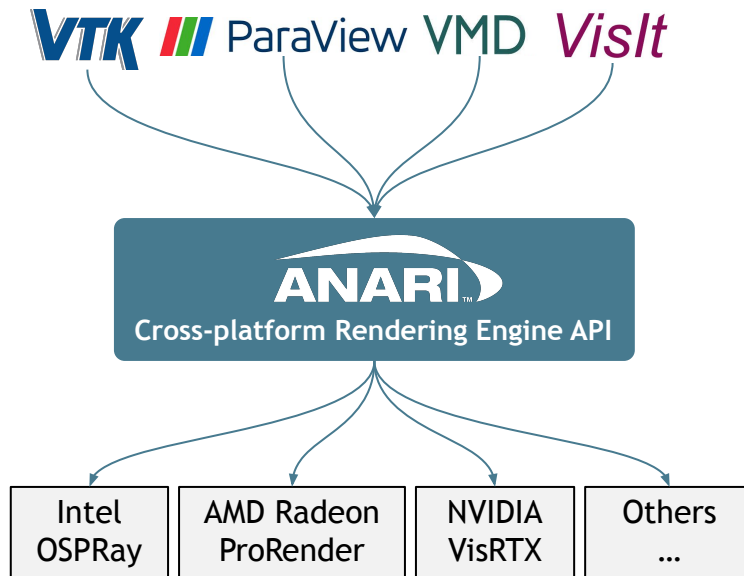 VTK ParaView VMD VisIt
ANARI™
Cross-platform Rendering Engine API
Intel OSPRay
AMD Radeon ProRender
NVIDIA VisRTX
Others
...